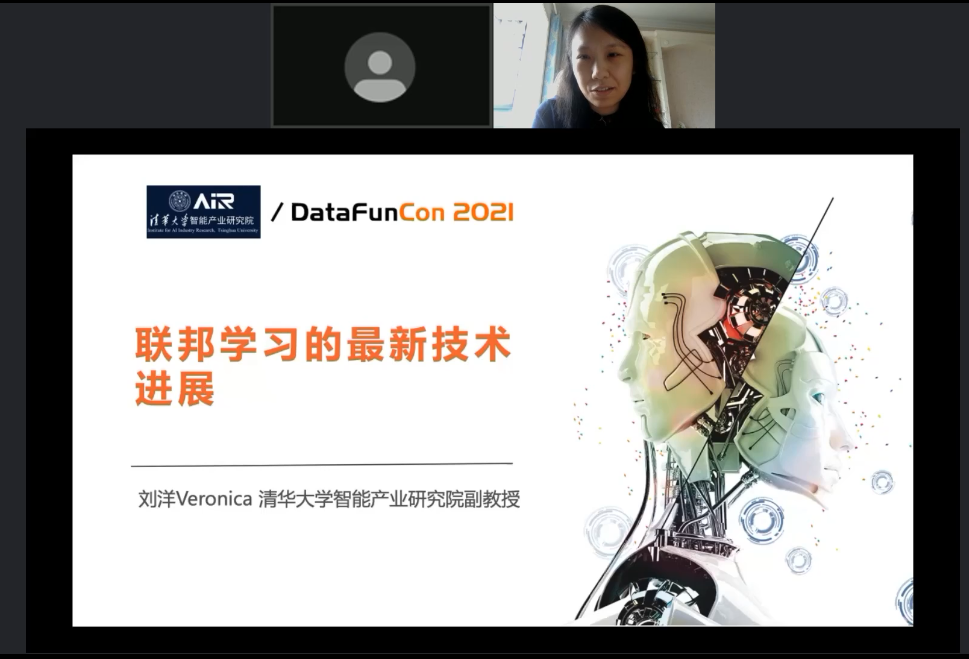 AIR
清华大学智能产业研究院
Institute for AI Industry Research, Tsinghua University
/ DataFunCon 2021
联邦学习的最新技术
进展
刘洋Veronica 清华大学智能产业研究院副教授